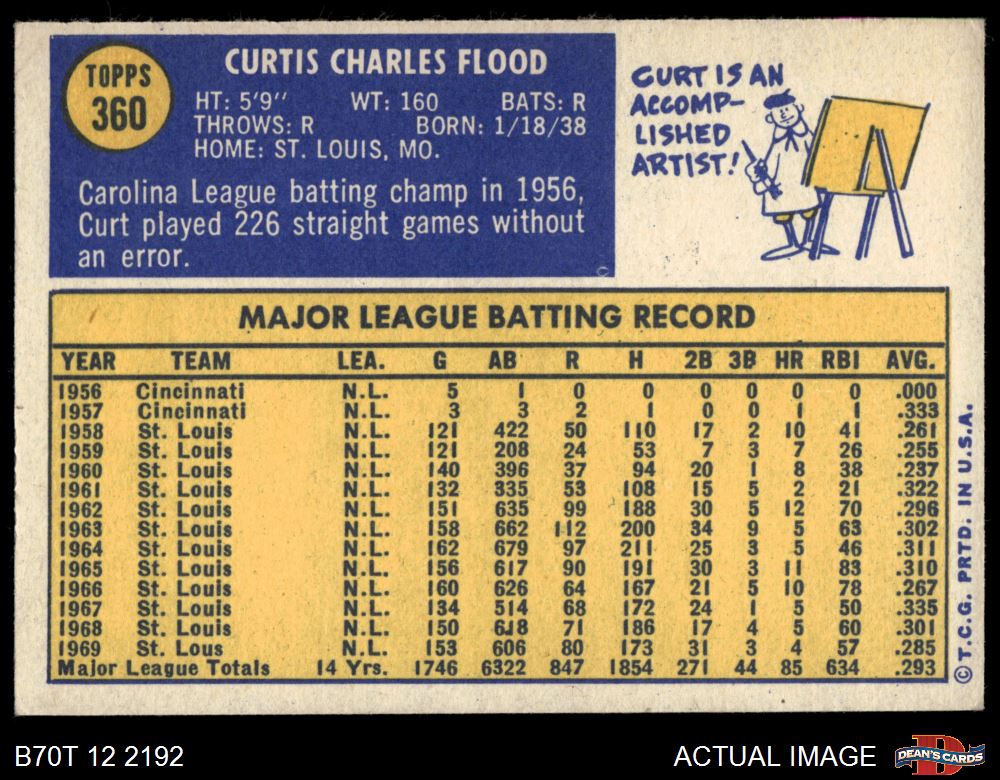 TOPPS
360
CURTIS CHARLES FLOOD
HT: 5'9" WT: 160 BATS: R
THROWS: R BORN: 1/18/38
HOME: ST. LOUIS, MO.
Carolina League batting champ in 1956,
Curt played 226 straight games without
an error.
CURT IS AN
ACCOMP-
LISHED
ARTIST!
MAJOR LEAGUE BATTING RECORD
YEAR TEAM LEA. G AB R H 2B 3B HR RBI AVG.
1956 Cincinnati N.L. 5 1 0 0 0 0 0 0 .000
1957 Cincinnati N.L. 3 3 2 1 0 0 1 1 .333
1958 St. Louis N.L. 121 422 50 110 17 2 10 41 .261
1959 St. Louis N.L. 121 208 24 53 7 3 7 26 .255
1960 St. Louis N.L. 140 396 37 94 20 1 8 38 .237
1961 St. Louis N.L. 132 335 53 108 15 5 2 21 .322
1962 St. Louis N.L. 151 635 99 188 30 5 12 70 .296
1963 St. Louis N.L. 158 662 112 200 34 9 5 63 .302
1964 St. Louis N.L. 162 679 97 211 25 3 5 46 .311
1965 St. Louis N.L. 156 617 90 191 30 3 11 83 .310
1966 St. Louis N.L. 160 626 64 167 21 5 10 78 .267
1967 St. Louis N.L. 134 514 68 172 24 1 5 50 .335
1968 St. Louis N.L. 150 618 71 186 17 4 5 60 .301
1969 St. Lous N.L. 153 606 80 173 31 3 4 57 .285
Major League Totals 14 Yrs. 1746 6322 847 1854 271 44 85 634 .293
© T.C.G. PRTD. IN U.S.A.
B70T 12 2192
ACTUAL IMAGE
D
DEAN'S CARDS